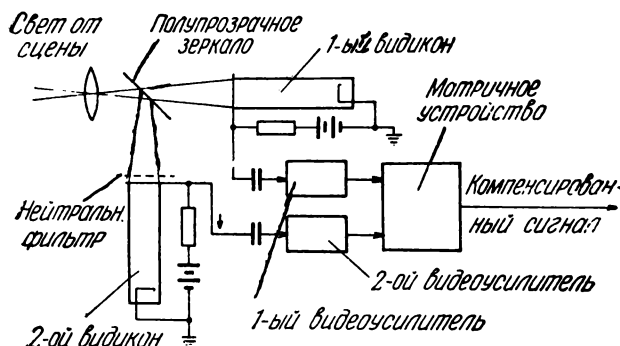 Свет от
сцены
Полупрозрачное
зеркало
1-ый видикон
Матричное
устройство
Компенсирован-
ный сигнал
Нейтральн.
фильтр
2-ой видеоусилитель
1-ый видеоусилитель
2-ой видикон